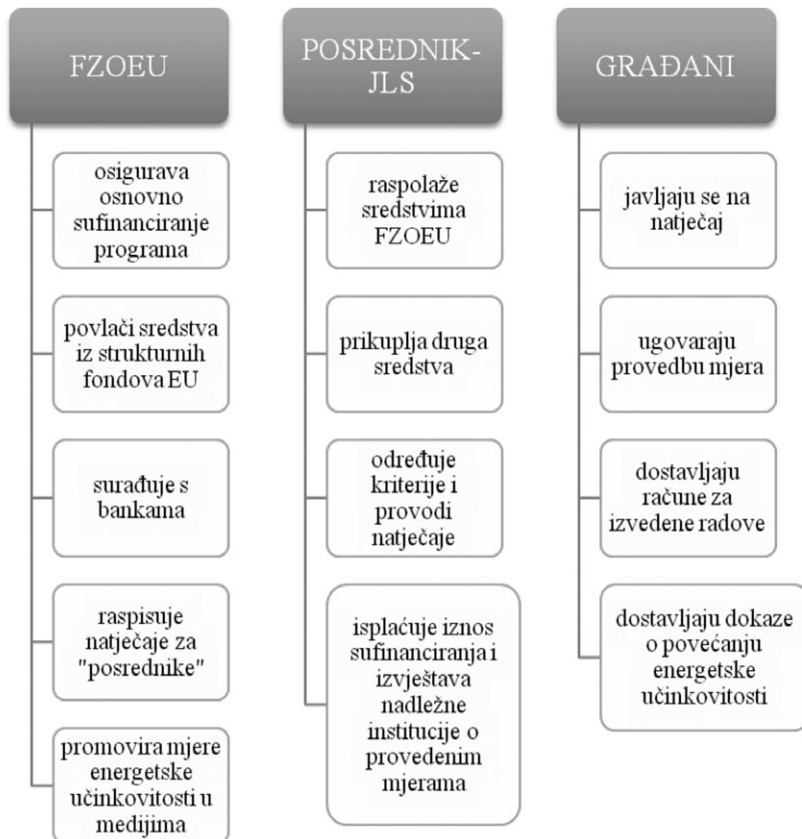 FZOEU
osigurava
osnovno
sufinanciranje
programa
povlači sredstva
iz strukturnih
fondova EU
surađuje s
bankama
raspisuje
natječaje za
"posrednike"
promovira mjere
energetske
učinkovitosti u
medijima
POSREDNIK-
JLS
raspolaže
sredstvima
FZOEU
prikuplja druga
sredstva
određuje
kriterije i
provodi
natječaje
isplaćuje iznos
sufinanciranja i
izvještava
nadležne
institucije o
provedenim
mjerama
GRAĐANI
javljaju se na
natječaj
ugovaraju
provedbu mjera
dostavljaju
račune za
izvedene radove
dostavljaju dokaze
o povećanju
energetske
učinkovitosti